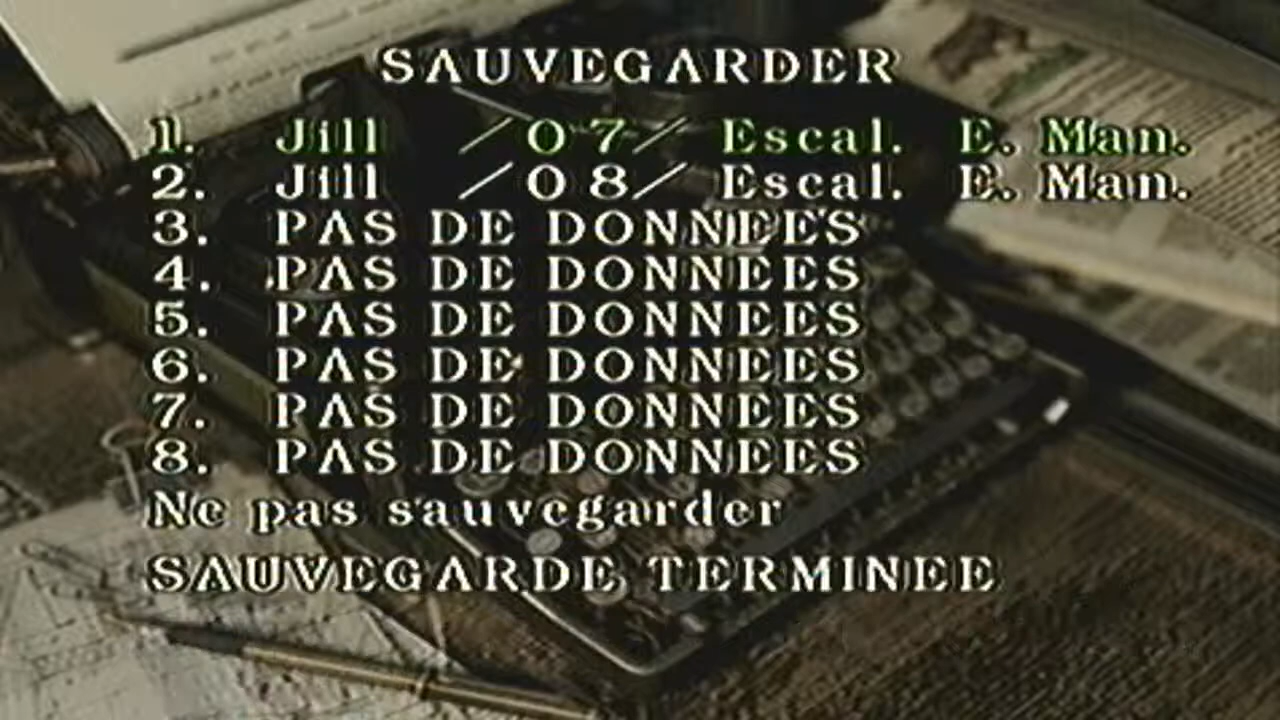 SAUVEGARDER
1. Jill /07/ Escal. E. Man.
2. Jill /08/ Escal. E. Man.
3. PAS DE DONNEES
4. PAS DE DONNEES
5. PAS DE DONNEES
6. PAS DE DONNEES
7. PAS DE DONNEES
8. PAS DE DONNEES
Ne pas sauvegarder
SAUVEGARDE TERMINEE